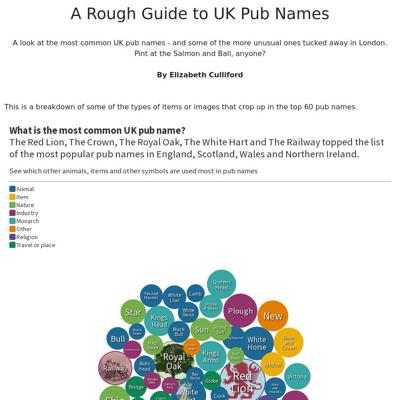 A Rough Guide to UK Pub Names
A look at the most common UK pub names - and some of the more unusual ones tucked away in London.
Pint at the Salmon and Ball, anyone?
By Elizabeth Culliford
This is a breakdown of some of the types of items or images that crop up in the top 60 pub names.
What is the most common UK pub name?
The Red Lion, The Crown, The Royal Oak, The White Hart and The Railway topped the list
of the most popular pub names in England, Scotland, Wales and Northern Ireland.
See which other animals, items and other symbols are used most in pub names
Animal
Item
Nature
Industry
Monarch
Other
Religion
Travel or place
Queens
Head
Fox and
Hounds
White
Lion
Lamb
Star
Kings
Head
White
Swan
Plough
New
Black
Bull
Sun
Bull
White
Horse
Rose
and
Crown
Royal
Oak
Kings
Arms
Railway
Bulls
Head
Anchor
Victoria
Red
Lion
Globe
Bridge
White
Cock
Ship